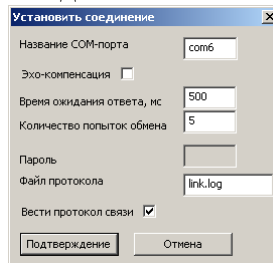 Установить соединение
Название COM-порта com6
Эхо-компенсация
Время ожидания ответа, мс 500
Количество попыток обмена 5
Пароль
Файл протокола link.log
Вести протокол связи
Подтверждение Отмена